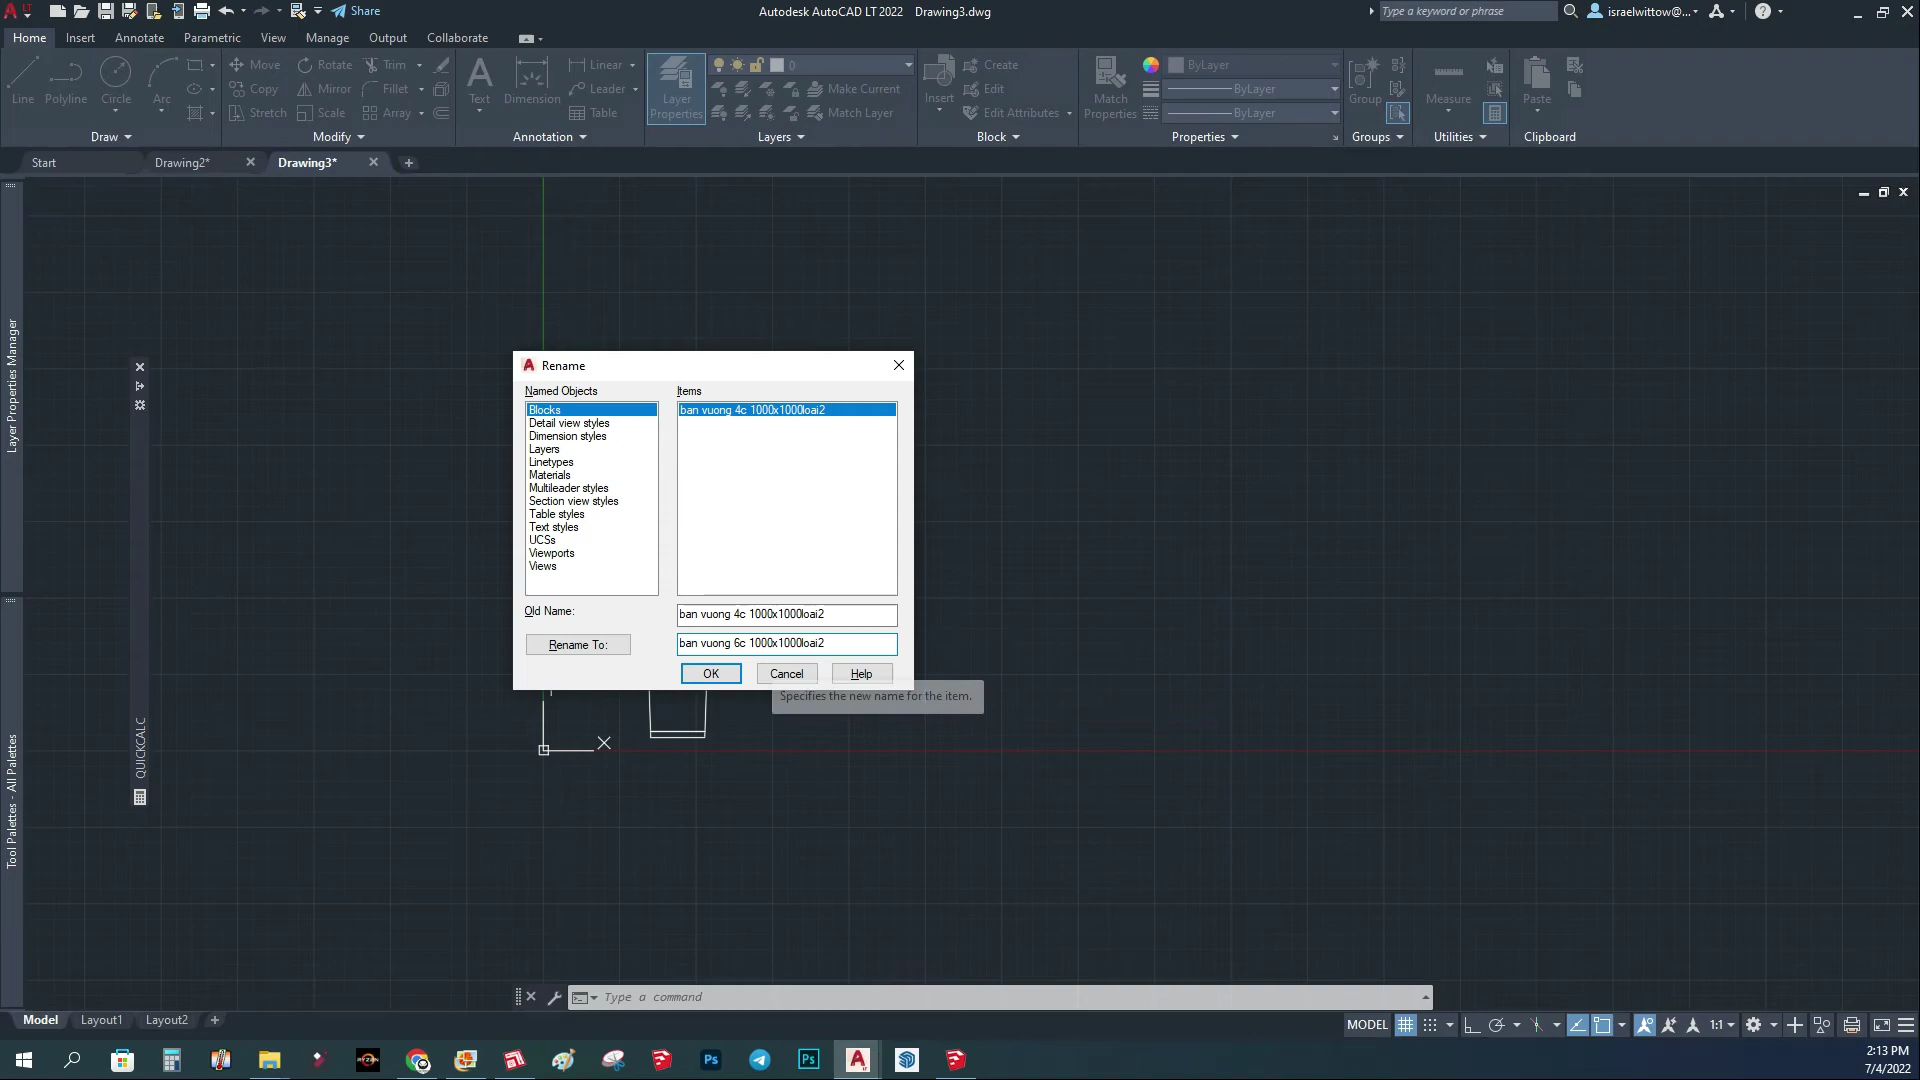 Share
Autodesk AutoCAD LT 2022 Drawing3.dwg
Type a keyword or phrase
israelwittow@...
Home Insert Annotate Parametric View Manage Output Collaborate
Line Polyline Circle Arc
Move Rotate Trim
Copy Mirror Fillet
Stretch Scale Array
Text Dimension
Linear
Leader
Table
Layer Properties
0
Make Current
Match Layer
Insert
Create
Edit
Edit Attributes
Match Properties
ByLayer
ByLayer
ByLayer
Group
Measure
Paste
Draw Modify Annotation Layers Block Properties Groups Utilities Clipboard
Start Drawing2* Drawing3*
Layer Properties Manager
Tool Palettes - All Palettes
QUICKCALC
Rename
Named Objects Items
Blocks
Detail view styles
Dimension styles
Layers
Linetypes
Materials
Multileader styles
Section view styles
Table styles
Text styles
UCSs
Viewports
Views
ban vuong 4c 1000x1000loai2
Old Name: ban vuong 4c 1000x1000loai2
Rename To: ban vuong 6c 1000x1000loai2
OK Cancel Help
Specifies the new name for the item.
X
Type a command
Model Layout1 Layout2
MODEL 1:1
RYZEN
Ps Ps
2:13 PM
7/4/2022